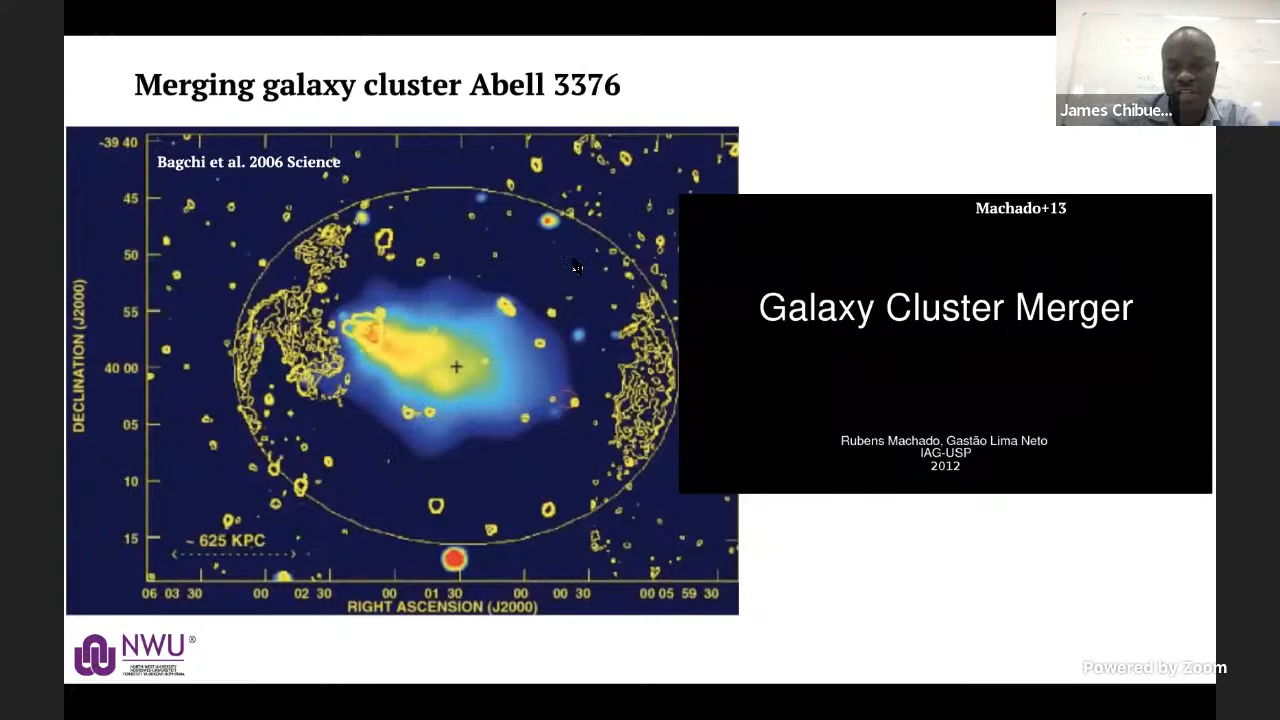 Merging galaxy cluster Abell 3376
James Chibue...
-39 40
Bagchi et al. 2006 Science
45
50
55
40 00
05
10
15
DECLINATION (J2000)
~ 625 KPC
06 03 30 00 02 30 00 01 30 00 00 30 00 05 59 30
RIGHT ASCENSION (J2000)
Machado+13
Galaxy Cluster Merger
Rubens Machado, Gastão Lima Neto
IAG-USP
2012
NWU®
NORTH-WEST UNIVERSITY
Powered by Zoom